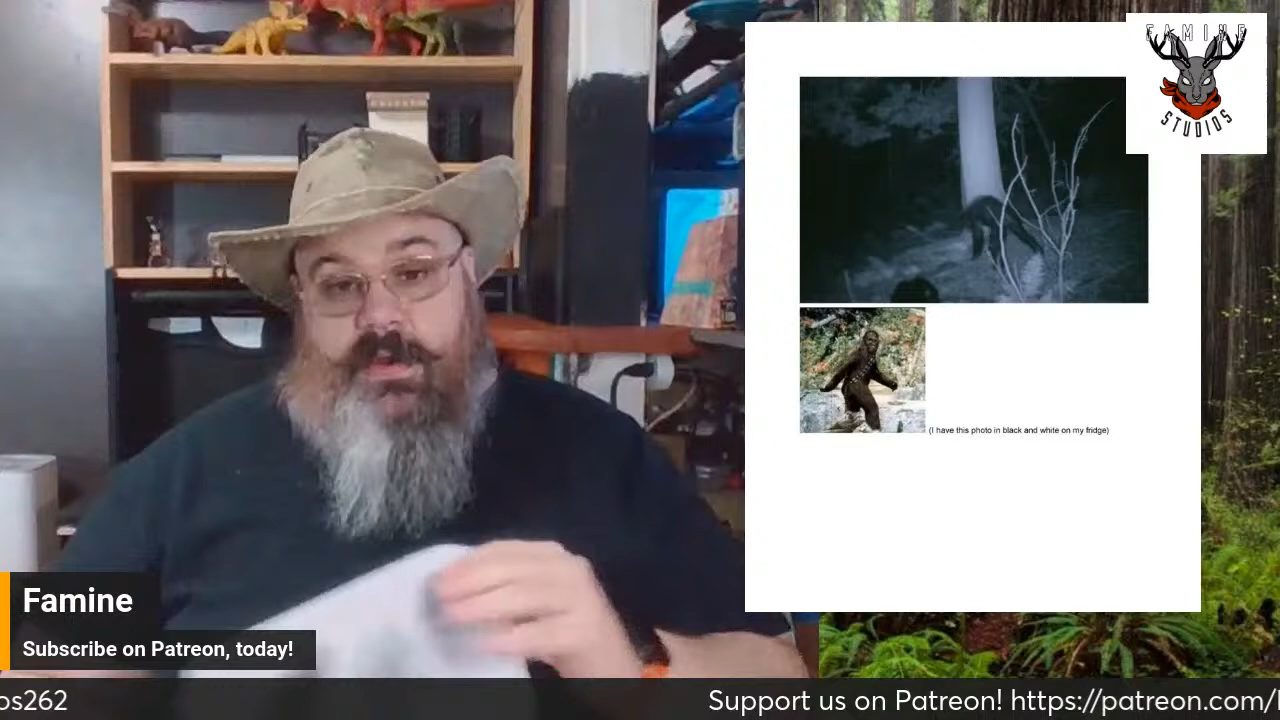 FAMINE
STUDIOS
(I have this photo in black and white on my fridge)
Famine
Subscribe on Patreon, today!
os262
Support us on Patreon! https://patreon.com/